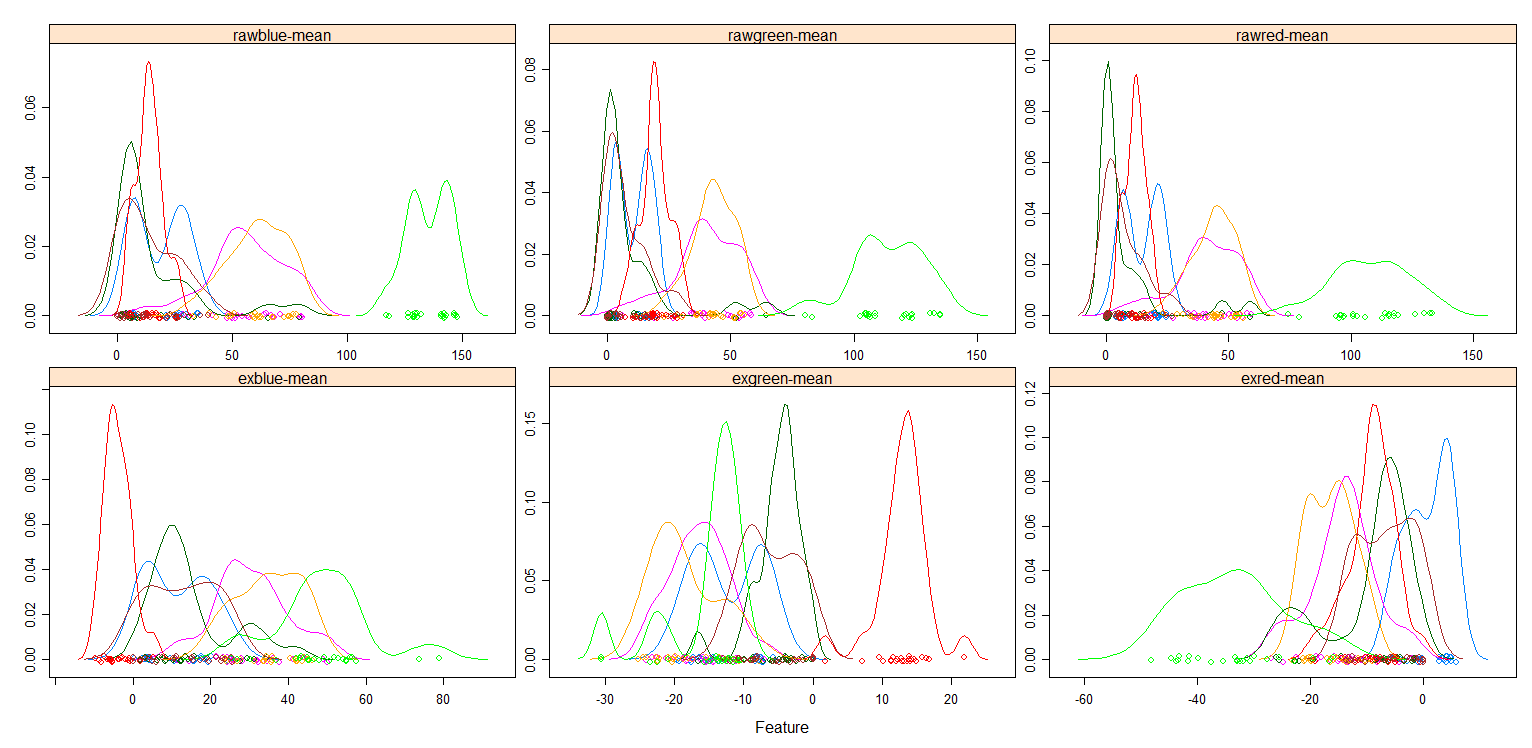 rawblue-mean
rawgreen-mean
rawred-mean
0.00 0.02 0.04 0.06
0.00 0.02 0.04 0.06 0.08
0.00 0.02 0.04 0.06 0.08 0.10
0 50 100 150
0 50 100 150
0 50 100 150
exblue-mean
exgreen-mean
exred-mean
0.00 0.02 0.04 0.06 0.08 0.10
0.00 0.05 0.10 0.15
0.00 0.02 0.04 0.06 0.08 0.10 0.12
0 20 40 60 80
-30 -20 -10 0 10 20
-60 -40 -20 0
Feature